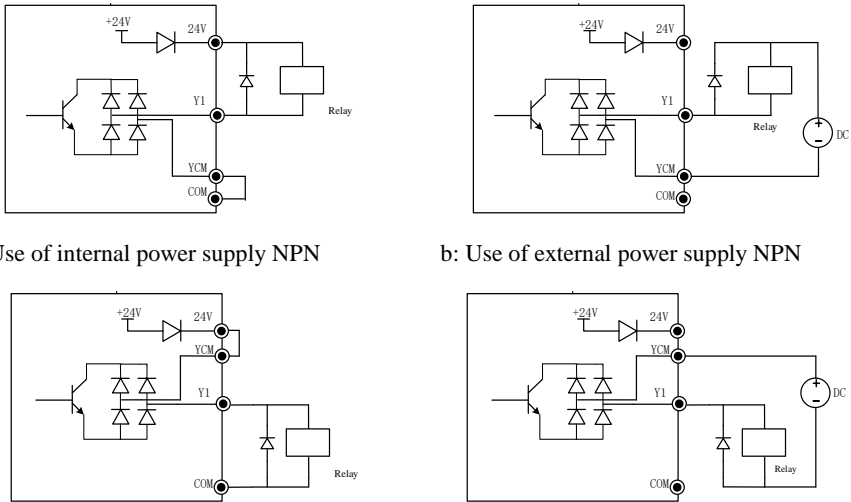 +24V 24V
Y1
Relay
YCM
COM
+24V 24V
Y1
Relay
DC
YCM
COM
Use of internal power supply NPN
b: Use of external power supply NPN
+24V 24V
YCM
Y1
COM
Relay
+24V 24V
YCM
DC
Y1
Relay
COM